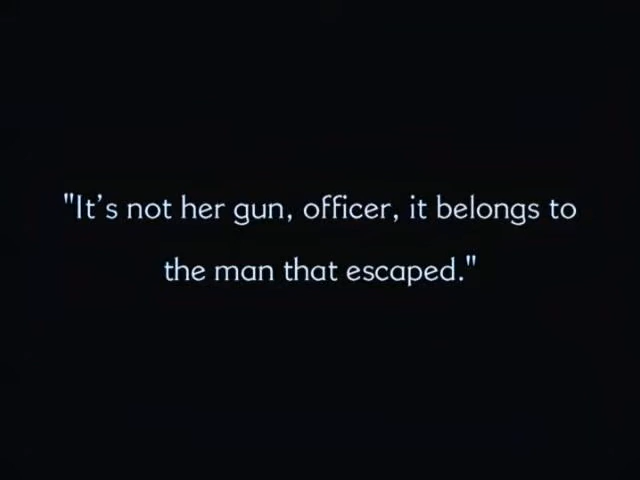 "It's not her gun, officer, it belongs to
the man that escaped."